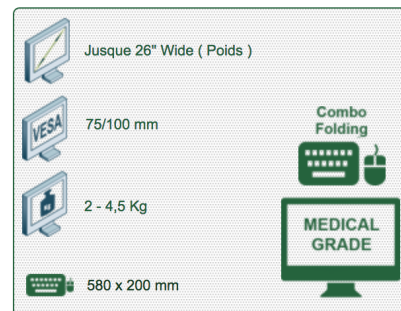 Jusque 26" Wide ( Poids )
VESA
75/100 mm
Combo
Folding
KG
2 - 4,5 Kg
MEDICAL
GRADE
580 x 200 mm